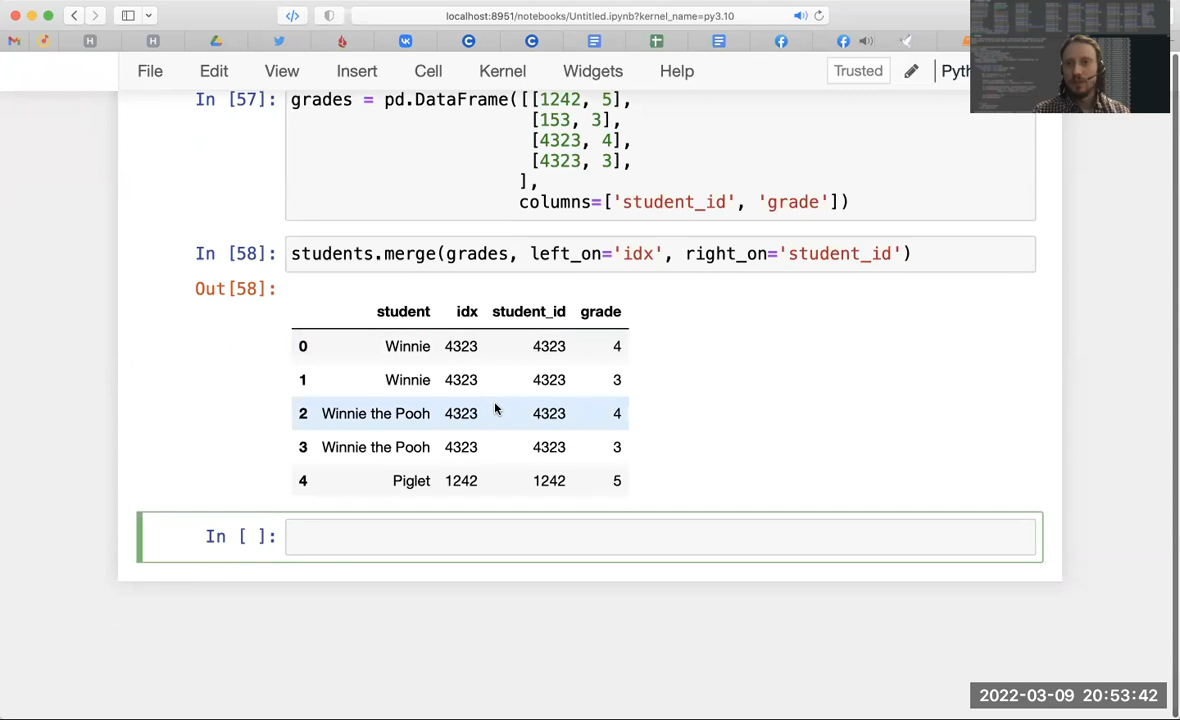 localhost:8951/notebooks/Untitled.ipynb?kernel_name=py3.10
File Edit View Insert Cell Kernel Widgets Help Trusted Pyth
In [57]: grades = pd.DataFrame([[1242, 5],
[153, 3],
[4323, 4],
[4323, 3],
],
columns=['student_id', 'grade'])
In [58]: students.merge(grades, left_on='idx', right_on='student_id')
Out[58]:
student idx student_id grade
0 Winnie 4323 4323 4
1 Winnie 4323 4323 3
2 Winnie the Pooh 4323 4323 4
3 Winnie the Pooh 4323 4323 3
4 Piglet 1242 1242 5
In [ ]:
2022-03-09 20:53:42